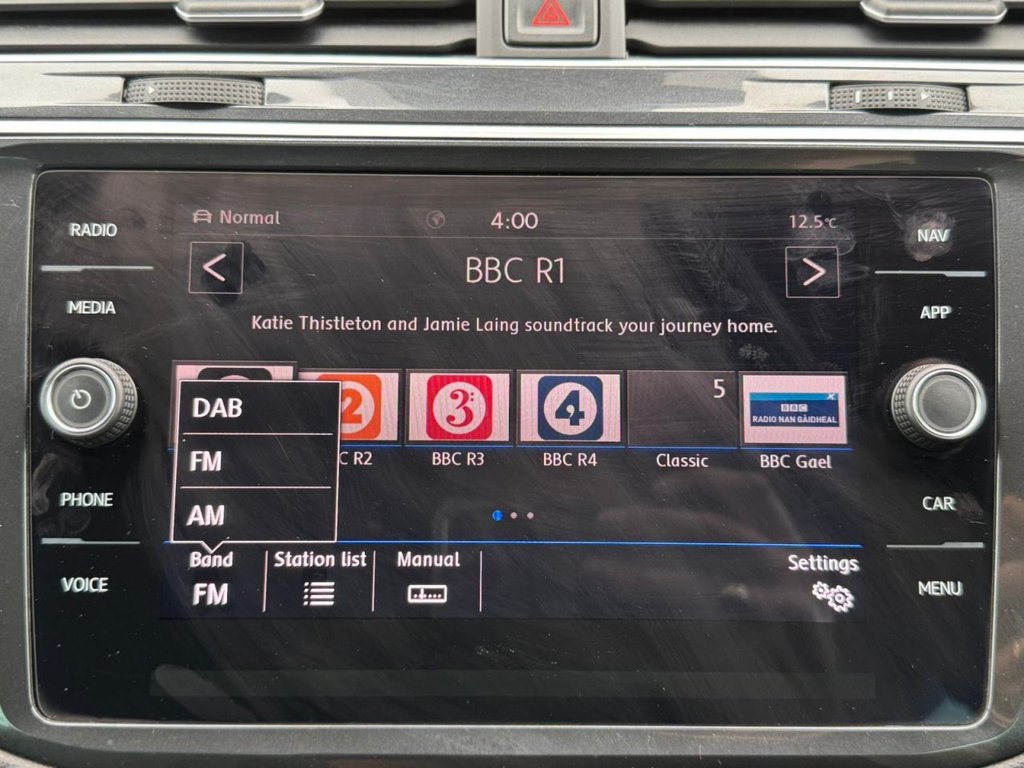 RADIO
MEDIA
PHONE
VOICE
Normal
4:00
12.5°C
<
BBC R1
>
Katie Thistleton and Jamie Laing soundtrack your journey home.
2
3
4
5
BBC
RADIO NAN GÀIDHEAL
C R2
BBC R3
BBC R4
Classic
BBC Gael
DAB
FM
AM
Band
FM
Station list
Manual
Settings
NAV
APP
CAR
MENU